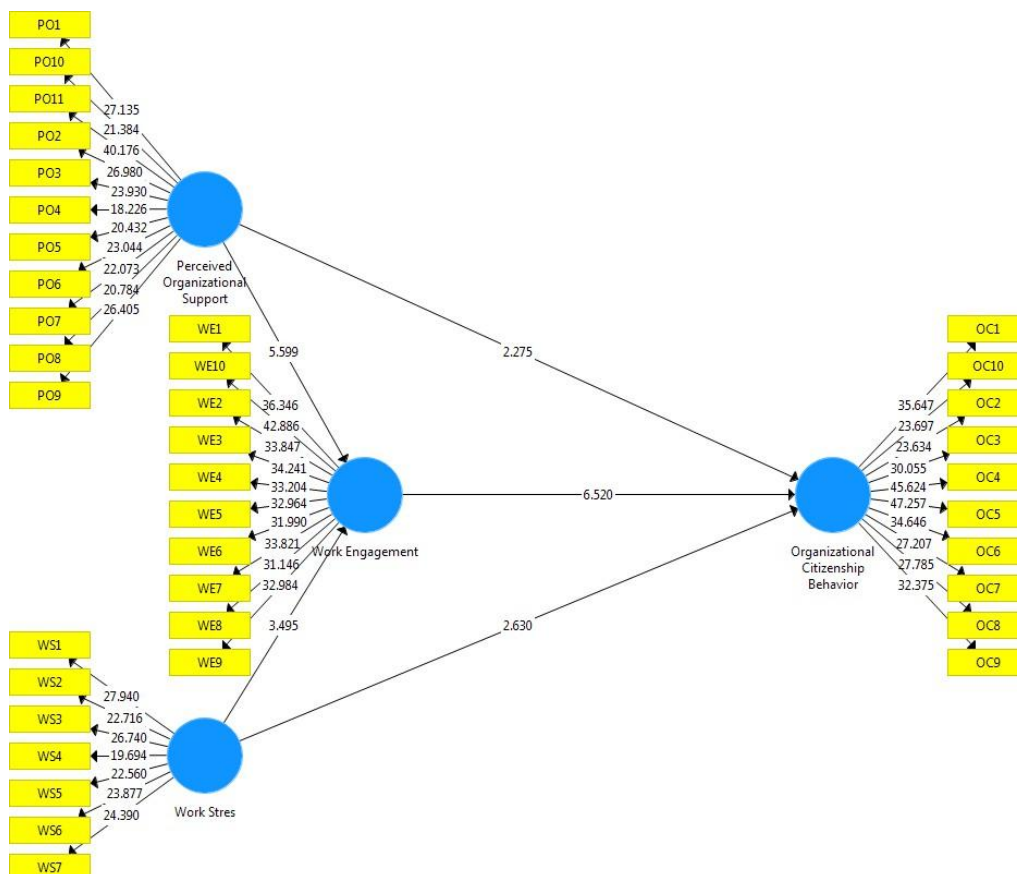 PO1
PO10
PO11
PO2
PO3
PO4
PO5
PO6
PO7
PO8
PO9
27.135
21.384
40.176
26.980
23.930
18.226
20.432
23.044
22.073
20.784
26.405
Perceived
Organizational
Support
5.599
2.275
WE1
WE10
WE2
WE3
WE4
WE5
WE6
WE7
WE8
WE9
36.346
42.886
33.847
34.241
33.204
32.964
31.990
33.821
31.146
32.984
Work Engagement
6.520
3.495
2.630
OC1
OC10
OC2
OC3
OC4
OC5
OC6
OC7
OC8
OC9
35.647
23.697
23.634
30.055
45.624
47.257
34.646
27.207
27.785
32.375
Organizational
Citizenship
Behavior
WS1
WS2
WS3
WS4
WS5
WS6
WS7
27.940
22.716
26.740
19.694
22.560
23.877
24.390
Work Stres